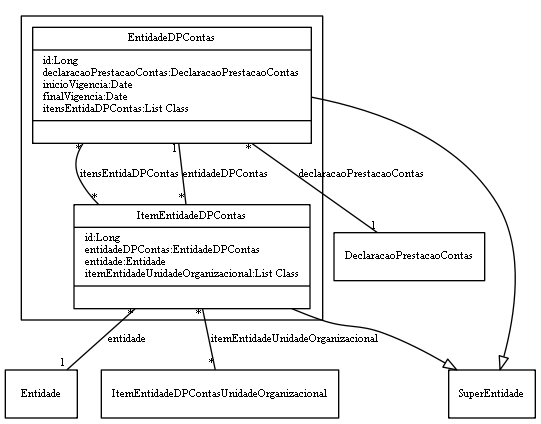 EntidadeDPContas
id:Long
declaracaoPrestacaoContas:DeclaracaoPrestacaoContas
inicioVigencia:Date
finalVigencia:Date
itensEntidaDPContas:List Class
* 1 *
itensEntidaDPContas entidadeDPContas declaracaoPrestacaoContas
* * 1
ItemEntidadeDPContas
id:Long
entidadeDPContas:EntidadeDPContas
entidade:Entidade
itemEntidadeUnidadeOrganizacional:List Class
DeclaracaoPrestacaoContas
* *
entidade itemEntidadeUnidadeOrganizacional
1 *
Entidade ItemEntidadeDPContasUnidadeOrganizacional SuperEntidade